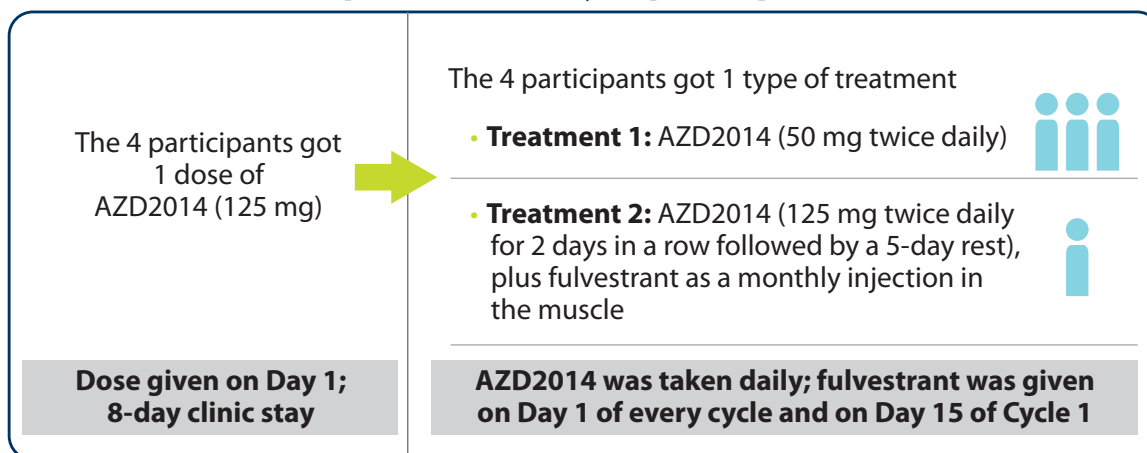 The 4 participants got
1 dose of
AZD2014 (125 mg)
Dose given on Day 1;
8-day clinic stay
The 4 participants got 1 type of treatment
• Treatment 1: AZD2014 (50 mg twice daily)
• Treatment 2: AZD2014 (125 mg twice daily
for 2 days in a row followed by a 5-day rest),
plus fulvestrant as a monthly injection in
the muscle
AZD2014 was taken daily; fulvestrant was given
on Day 1 of every cycle and on Day 15 of Cycle 1